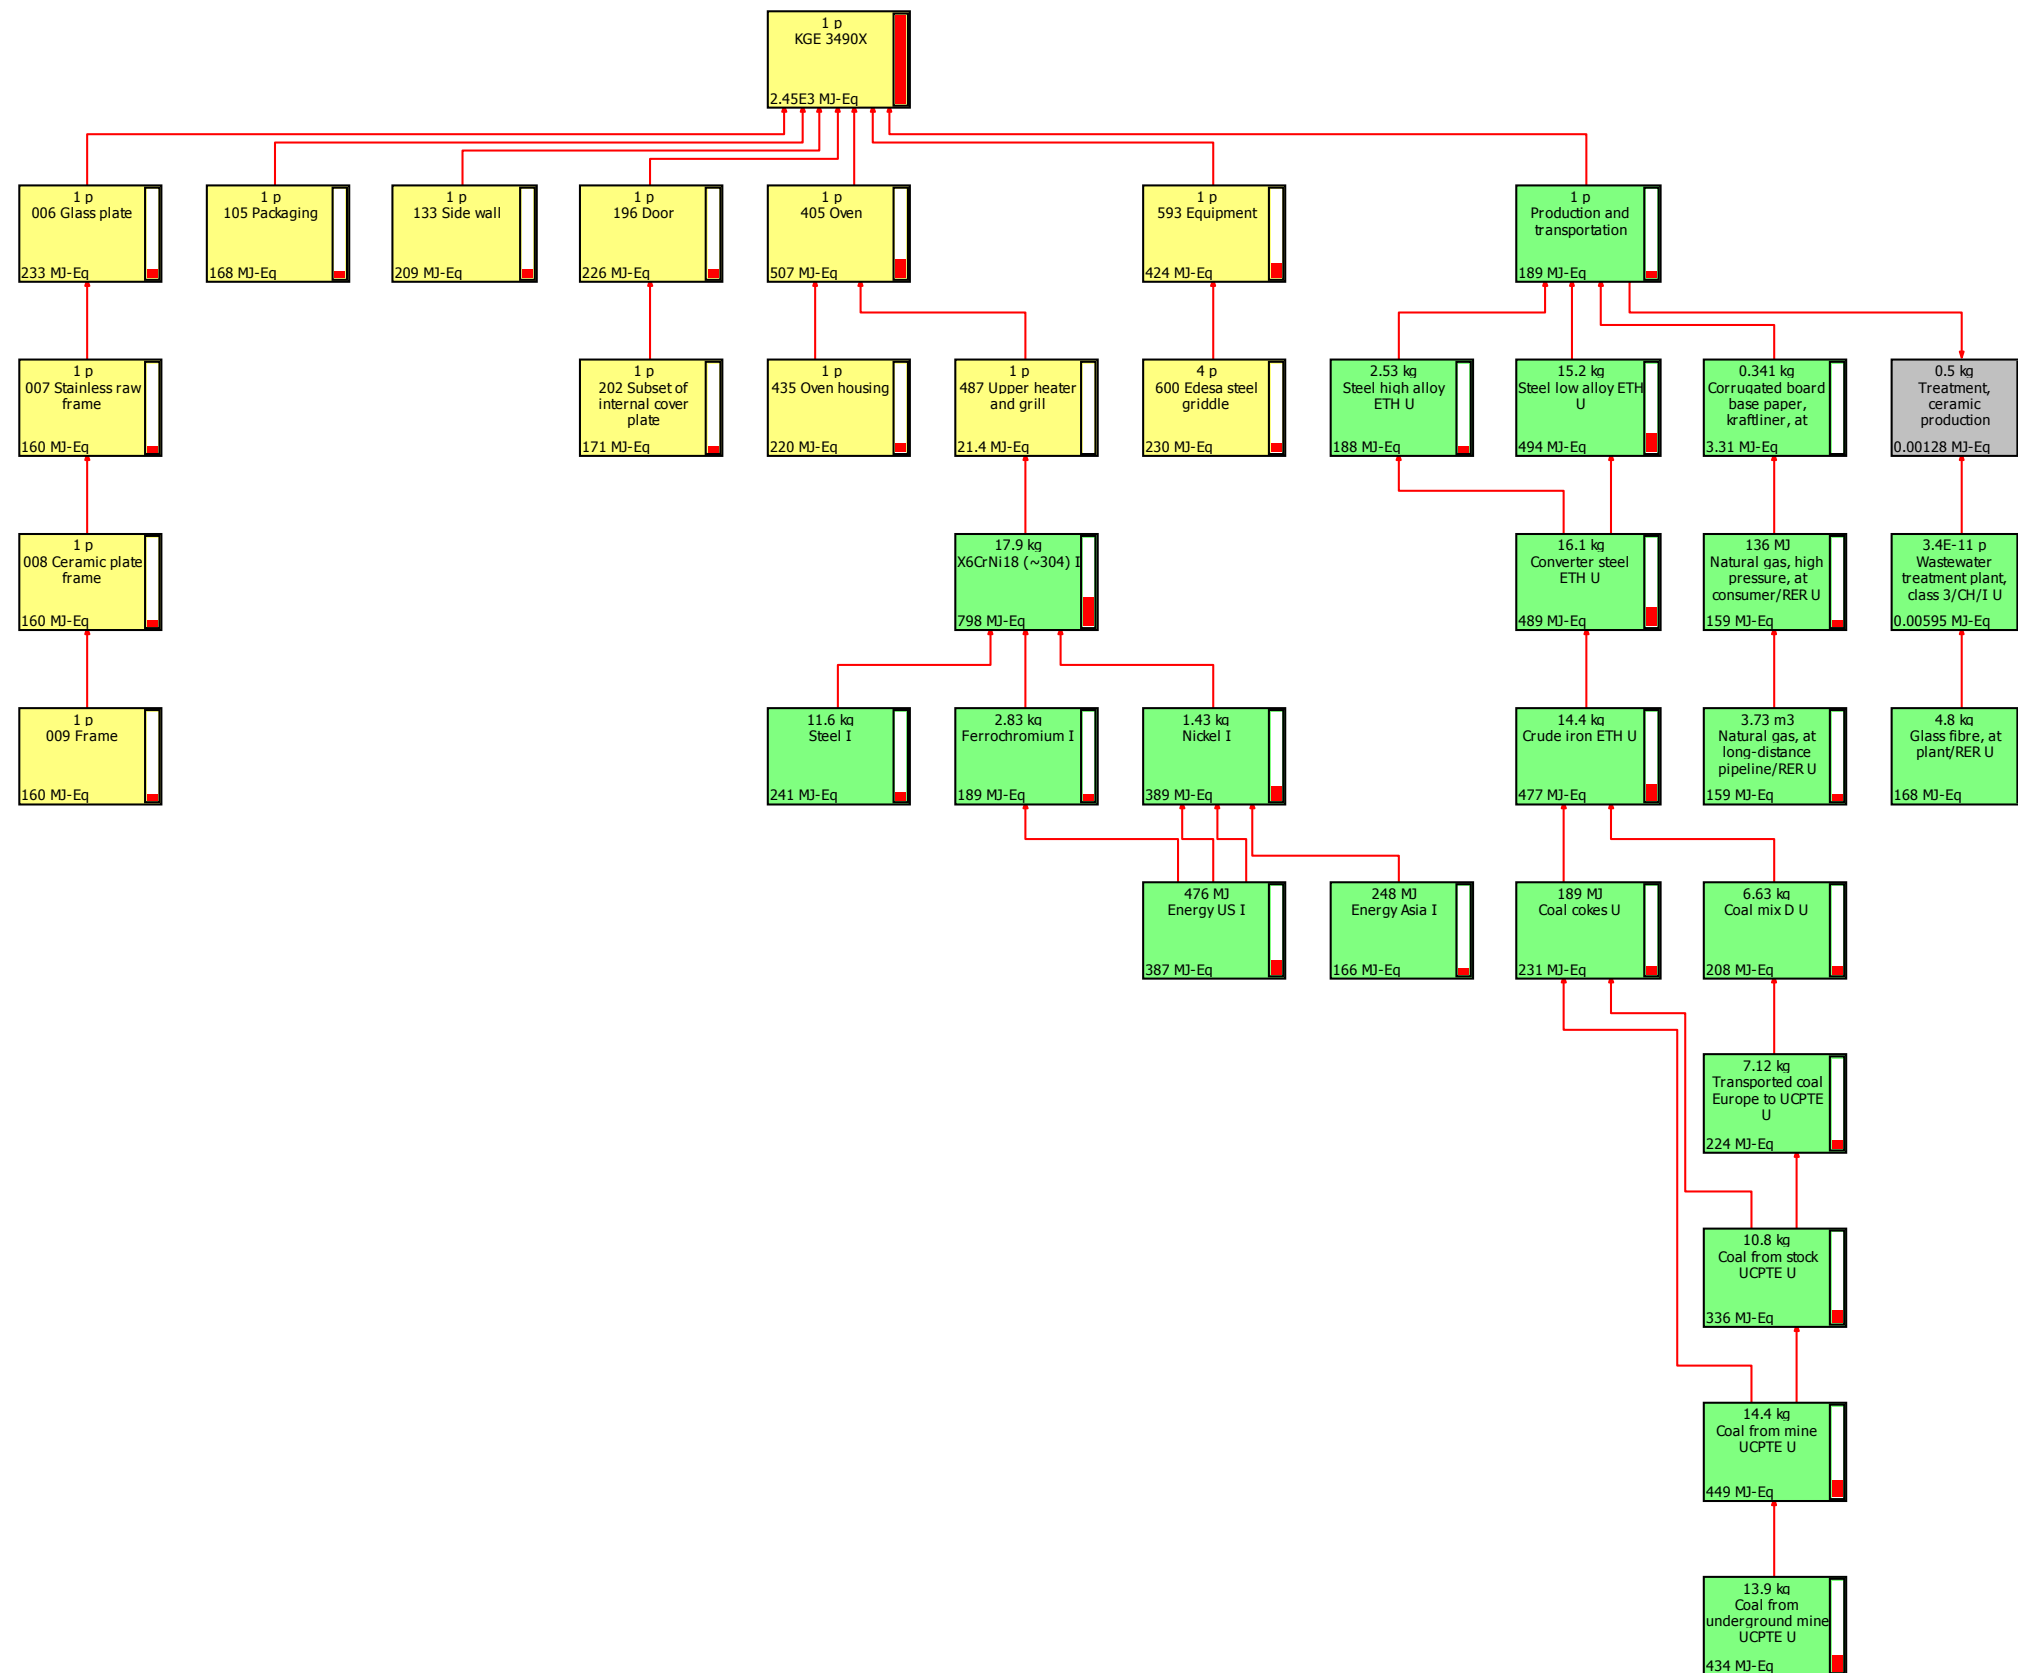 1 p
KGE 3490X
2.45E3 MJ-Eq
1 p
006 Glass plate
233 MJ-Eq
1 p
105 Packaging
168 MJ-Eq
1 p
133 Side wall
209 MJ-Eq
1 p
196 Door
226 MJ-Eq
1 p
405 Oven
507 MJ-Eq
1 p
593 Equipment
424 MJ-Eq
1 p
Production and
transportation
189 MJ-Eq
1 p
007 Stainless raw
frame
160 MJ-Eq
1 p
202 Subset of
internal cover
plate
171 MJ-Eq
1 p
435 Oven housing
220 MJ-Eq
1 p
487 Upper heater
and grill
21.4 MJ-Eq
4 p
600 Edesa steel
griddle
230 MJ-Eq
2.53 kg
Steel high alloy
ETH U
188 MJ-Eq
15.2 kg
Steel low alloy ETH
U
494 MJ-Eq
0.341 kg
Corrugated board
base paper,
kraftliner, at
3.31 MJ-Eq
0.5 kg
Treatment,
ceramic
production
0.00128 MJ-Eq
1 p
008 Ceramic plate
frame
160 MJ-Eq
17.9 kg
X6CrNi18 (~304) I
798 MJ-Eq
16.1 kg
Converter steel
ETH U
489 MJ-Eq
136 MJ
Natural gas, high
pressure, at
consumer/RER U
159 MJ-Eq
3.4E-11 p
Wastewater
treatment plant,
class 3/CH/I U
0.00595 MJ-Eq
1 p
009 Frame
160 MJ-Eq
11.6 kg
Steel I
241 MJ-Eq
2.83 kg
Ferrochromium I
189 MJ-Eq
1.43 kg
Nickel I
389 MJ-Eq
14.4 kg
Crude iron ETH U
477 MJ-Eq
3.73 m3
Natural gas, at
long-distance
pipeline/RER U
159 MJ-Eq
4.8 kg
Glass fibre, at
plant/RER U
168 MJ-Eq
476 MJ
Energy US I
387 MJ-Eq
248 MJ
Energy Asia I
166 MJ-Eq
189 MJ
Coal cokes U
231 MJ-Eq
6.63 kg
Coal mix D U
208 MJ-Eq
7.12 kg
Transported coal
Europe to UCPTE
U
224 MJ-Eq
10.8 kg
Coal from stock
UCPTE U
336 MJ-Eq
14.4 kg
Coal from mine
UCPTE U
449 MJ-Eq
13.9 kg
Coal from
underground mine
UCPTE U
434 MJ-Eq